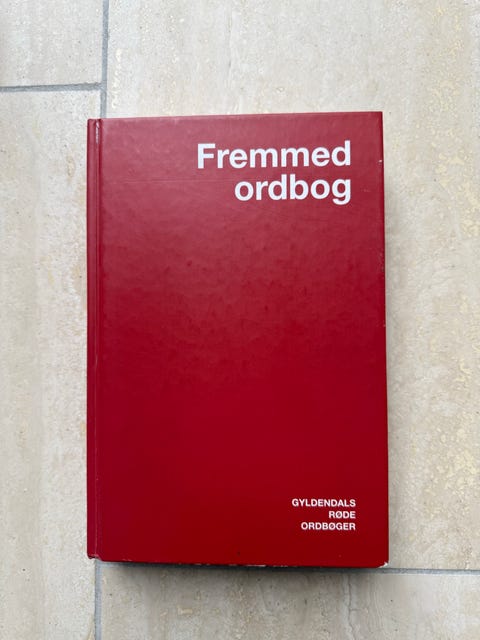 Fremmed
ordbog
GYLDENDALS
RØDE
ORDBØGER